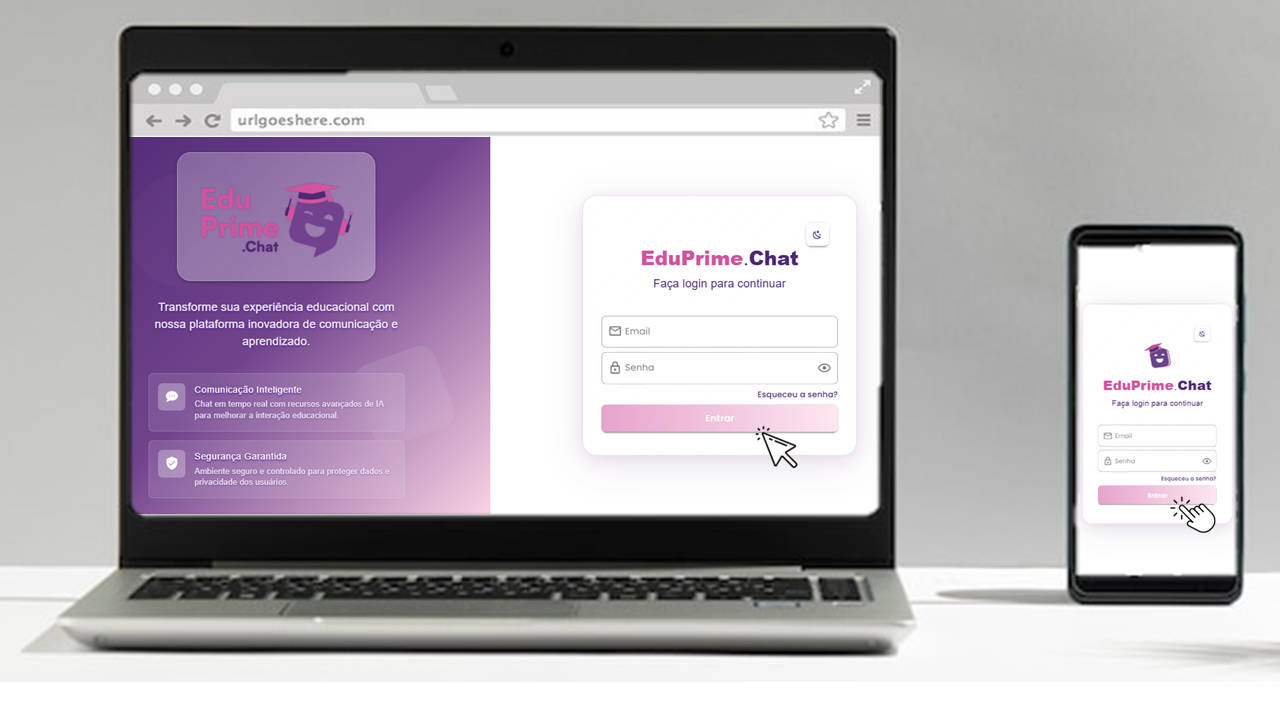 urlgoeshere.com
Edu
Prime
.Chat
Transforme sua experiência educacional com
nossa plataforma inovadora de comunicação e
aprendizado.
Comunicação Inteligente
Chat em tempo real com recursos avançados de IA
para melhorar a interação educacional.
Segurança Garantida
Ambiente seguro e controlado para proteger dados e
privacidade dos usuários.
EduPrime.Chat
Faça login para continuar
Email
Senha
Esqueceu a senha?
Entrar
EduPrime.Chat
Faça login para continuar
Email
Senha
Esqueceu a senha?
Entrar